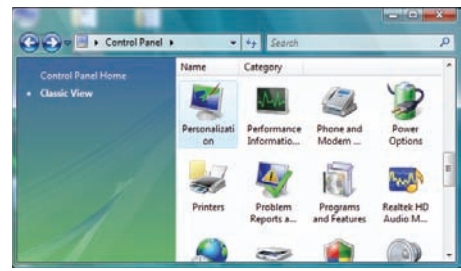 Control Panel
Search
Control Panel Home
Classic View
Name Category
Personalizati
on
Performance
Informatio...
Phone and
Modem ...
Power
Options
Printers
Problem
Reports a...
Programs
and Features
Realtek HD
Audio M...